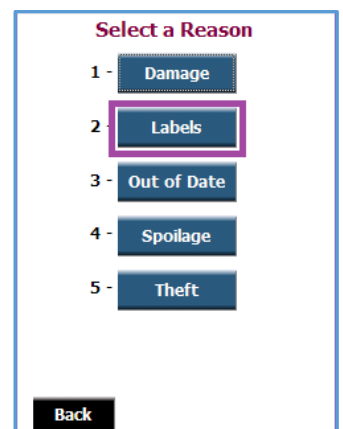 Select a Reason
1 - Damage
2 - Labels
3 - Out of Date
4 - Spoilage
5 - Theft
Back